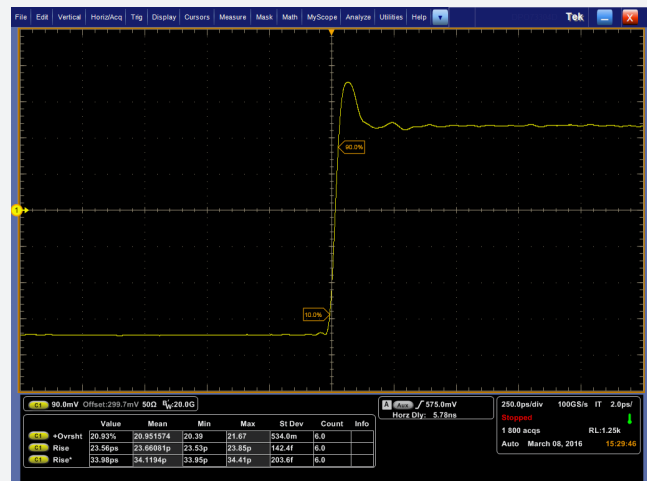 File Edit Vertical Horiz/Acq Trig Display Cursors Measure Mask Math MyScope Analyze Utilities Help Tek X
90.0%
1
10.0%
C1 90.0mV Offset:299.7mV 50Ω BW:20.0G
A Aux 575.0mV
Horz Dly: 5.78ns
250.0ps/div 100GS/s IT 2.0ps/
Stopped
1 800 acqs RL:1.25k
Auto March 08, 2016 15:29:46
Value Mean Min Max St Dev Count Info
C1 +Ovrsht 20.93% 20.951574 20.39 21.67 534.0m 6.0
C1 Rise 23.56ps 23.66081p 23.53p 23.85p 142.4f 6.0
C1 Rise* 33.98ps 34.1194p 33.95p 34.41p 203.6f 6.0